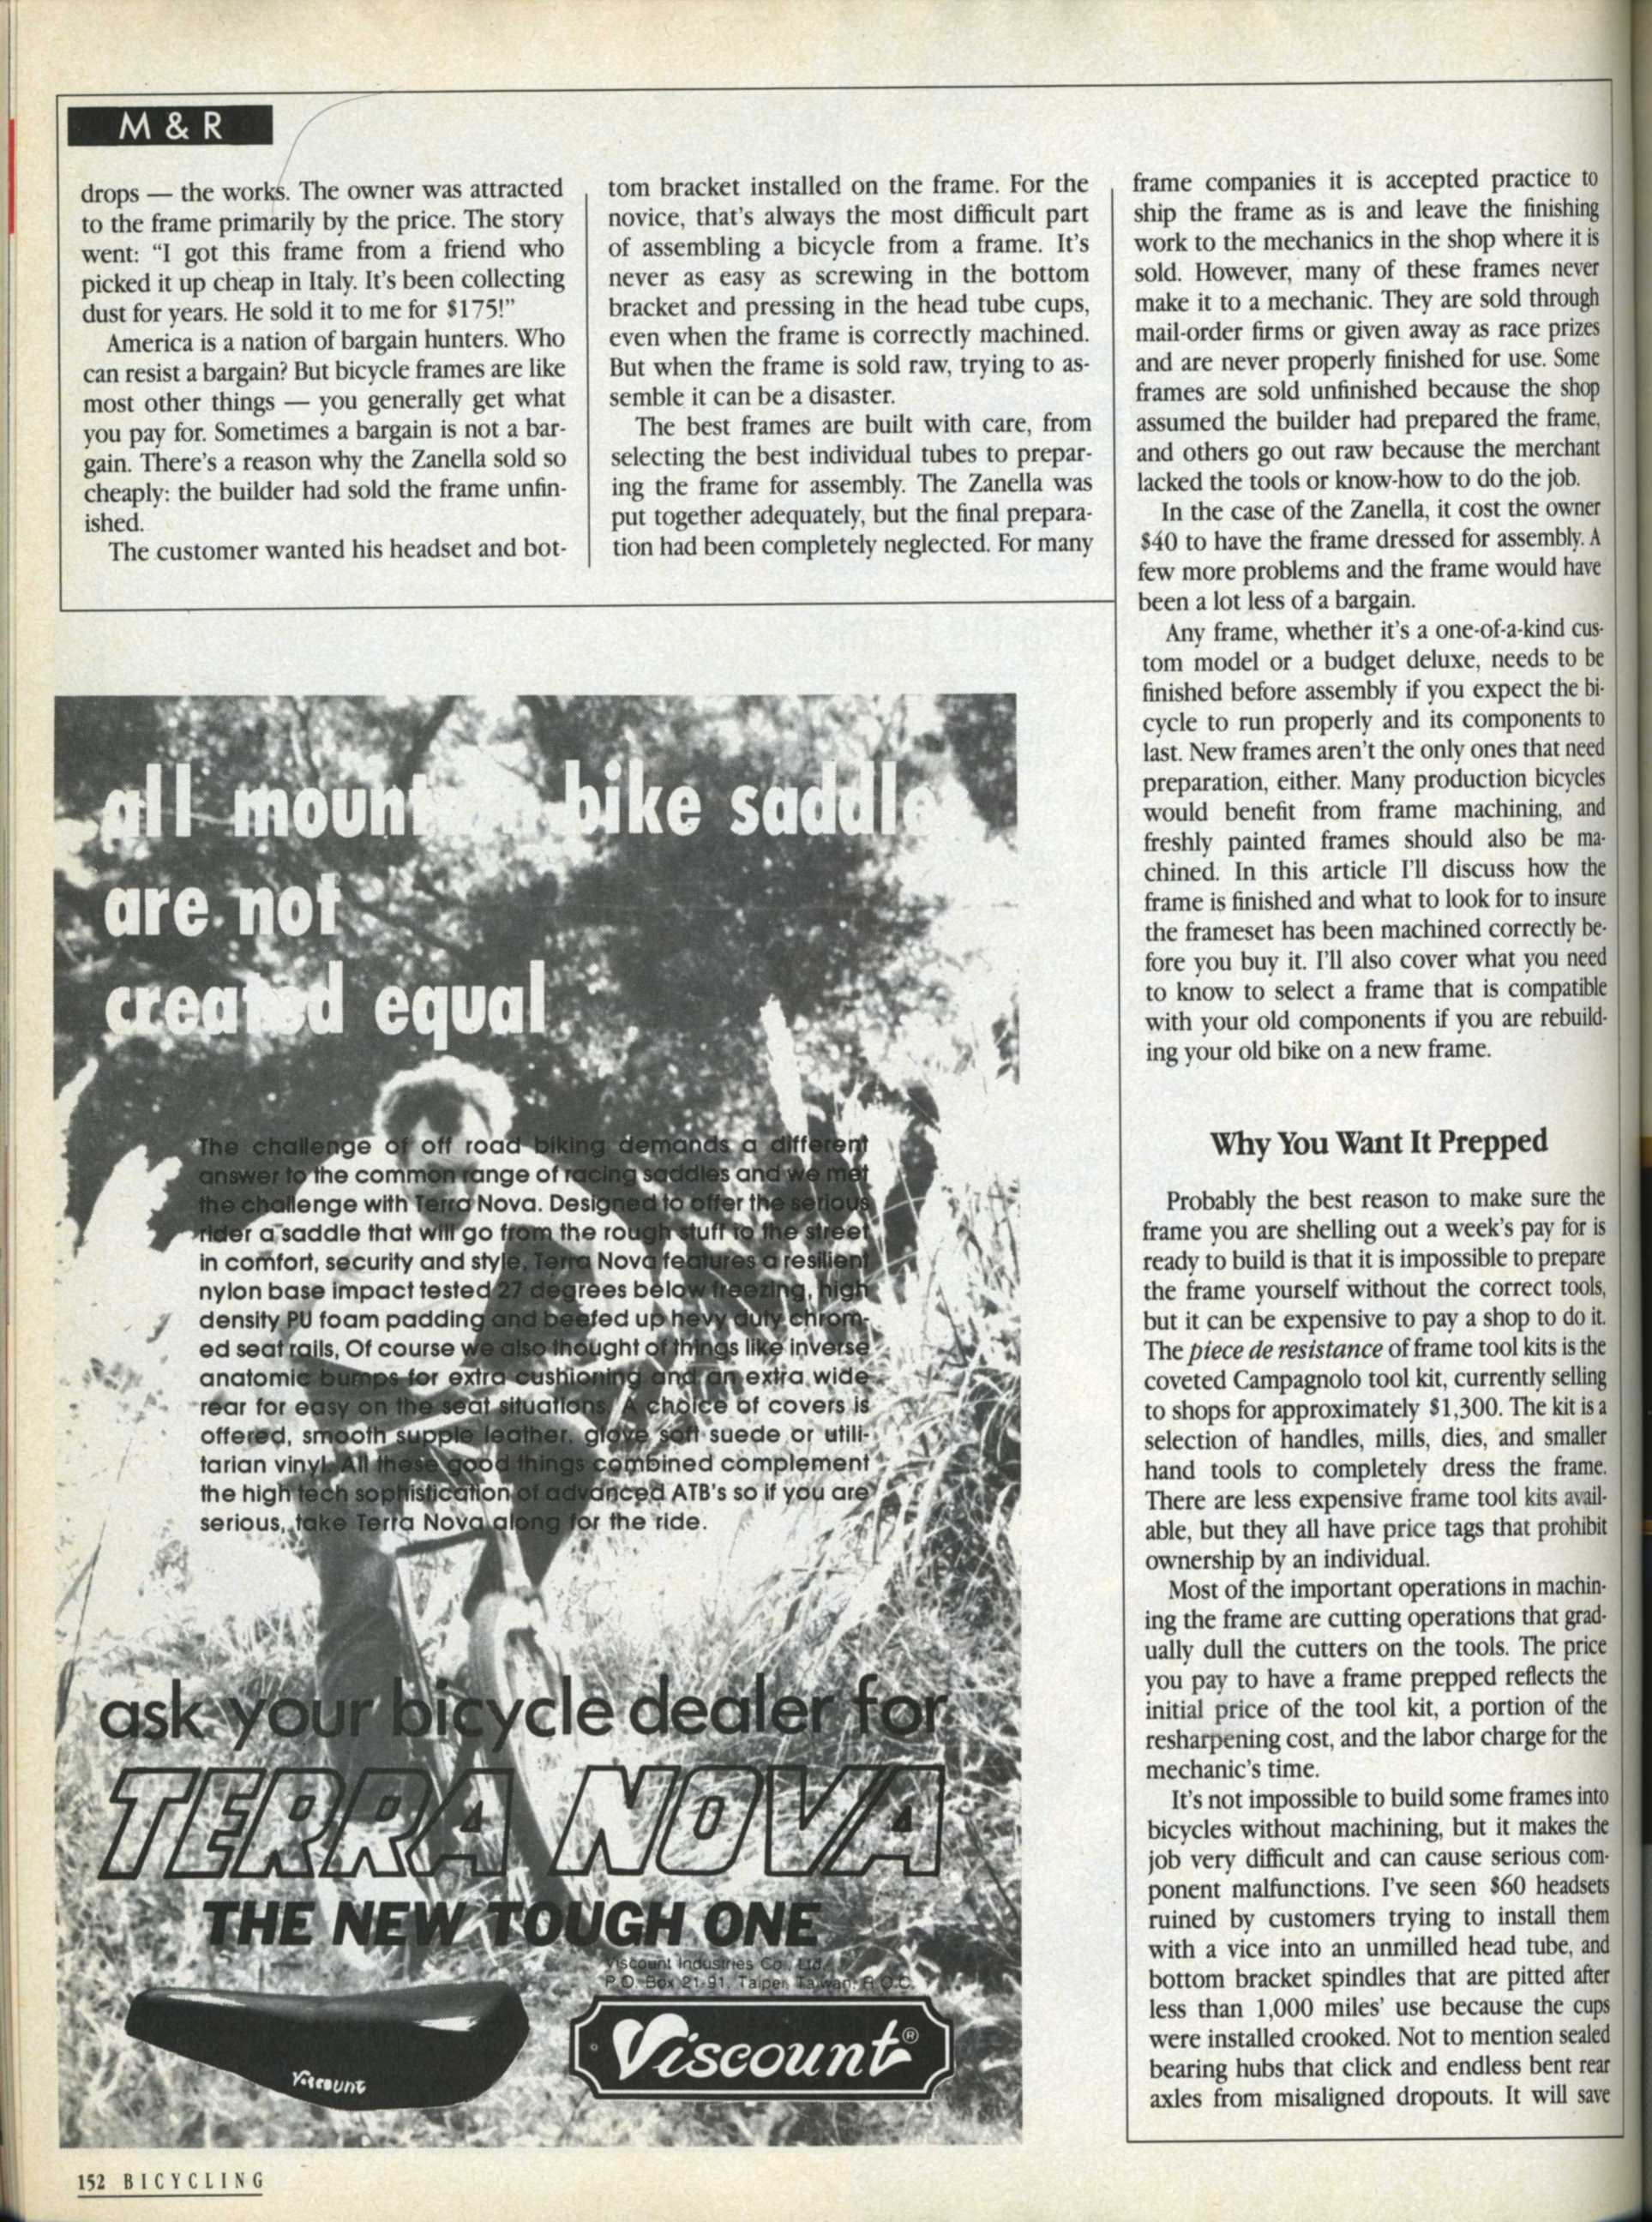 M & R
drops — the works. The owner was attracted
to the frame primarily by the price. The story
went: “I got this frame from a friend who
picked it up cheap in Italy. It's been collecting
dust for years. He sold it to me for $175!”
America is a nation of bargain hunters. Who
can resist a bargain? But bicycle frames are like
most other things — you generally get what
you pay for. Sometimes a bargain is not a bar-
gain. There's a reason why the Zanella sold so
cheaply: the builder had sold the frame unfin-
ished.
The customer wanted his headset and bot-
tom bracket installed on the frame. For the
novice, that's always the most difficult part
of assembling a bicycle from a frame. It's
never as easy as screwing in the bottom
bracket and pressing in the head tube cups,
even when the frame is correctly machined.
But when the frame is sold raw, trying to as-
semble it can be a disaster.
The best frames are built with care, from
selecting the best individual tubes to prepar-
ing the frame for assembly. The Zanella was
put together adequately, but the final prepara-
tion had been completely neglected. For many
frame companies it is accepted practice to
ship the frame as is and leave the finishing
work to the mechanics in the shop where it is
sold. However, many of these frames never
make it to a mechanic. They are sold through
mail-order firms or given away as race prizes
and are never properly finished for use. Some
frames are sold unfinished because the shop
assumed the builder had prepared the frame,
and others go out raw because the merchant
lacked the tools or know-how to do the job.
In the case of the Zanella, it cost the owner
$40 to have the frame dressed for assembly. A
few more problems and the frame would have
been a lot less of a bargain.
Any frame, whether it's a one-of-a-kind cus-
tom model or a budget deluxe, needs to be
finished before assembly if you expect the bi-
cycle to run properly and its components to
last. New frames aren't the only ones that need
preparation, either. Many production bicycles
would benefit from frame machining, and
freshly painted frames should also be ma-
chined. In this article I'll discuss how the
frame is finished and what to look for to insure
the frameset has been machined correctly be-
fore you buy it. I'll also cover what you need
to know to select a frame that is compatible
with your old components if you are rebuild-
ing your old bike on a new frame.
Why You Want It Prepped
Probably the best reason to make sure the
frame you are shelling out a week's pay for is
ready to build is that it is impossible to prepare
the frame yourself without the correct tools,
but it can be expensive to pay a shop to do it.
The piece de resistance of frame tool kits is the
coveted Campagnolo tool kit, currently selling
to shops for approximately $1,300. The kit is a
selection of handles, mills, dies, and smaller
hand tools to completely dress the frame.
There are less expensive frame tool kits avail-
able, but they all have price tags that prohibit
ownership by an individual.
Most of the important operations in machin-
ing the frame are cutting operations that grad-
ually dull the cutters on the tools. The price
you pay to have a frame prepped reflects the
initial price of the tool kit, a portion of the
resharpening cost, and the labor charge for the
mechanic's time.
It's not impossible to build some frames into
bicycles without machining, but it makes the
job very difficult and can cause serious com-
ponent malfunctions. I've seen $60 headsets
ruined by customers trying to install them
with a vice into an unmilled head tube, and
bottom bracket spindles that are pitted after
less than 1,000 miles' use because the cups
were installed crooked. Not to mention sealed
bearing hubs that click and endless bent rear
axles from misaligned dropouts. It will save
all mountain bike saddle
are not
created equal
The challenge of off road biking demands a different
answer to the common range of racing saddles and we met
the challenge with Terra Nova. Designed to offer the serious
rider a saddle that will go from the rough stuff to the street
in comfort, security and style, Terra Nova features a resilient
nylon base impact tested 27 degrees below freezing, high
density PU foam padding and beefed up hevy duty chrom-
ed seat rails, Of course we also thought of things like inverse
anatomic bumps for extra cushioning and an extra wide
rear for easy on the seat situations. A choice of covers is
offered, smooth supple leather, glove soft suede or utili-
tarian vinyl. All these good things combined complement
the high tech sophistication of advanced ATB's so if you are
serious, take Terra Nova along for the ride.
ask your bicycle dealer for
TERRA NOVA
THE NEW TOUGH ONE
Viscount Industries Co., Ltd.
P.O. Box 21-91, Taipei, Taiwan, R.O.C.
Viscount
Viscount®
152 BICYCLING